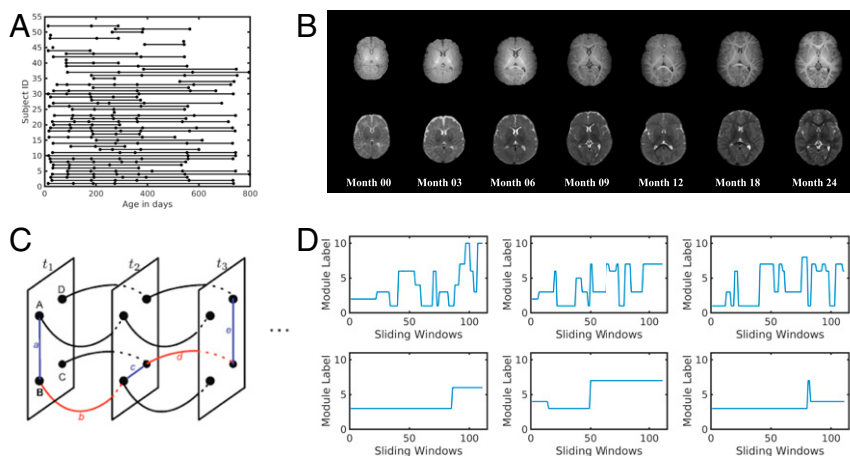 A
55
50
45
40
35
30
25
20
15
10
5
0
Subject ID
0 200 400 600 800
Age in days
B
Month 00 Month 03 Month 06 Month 09 Month 12 Month 18 Month 24
C
t1 t2 t3
A D
a e
C c d
B
b
...
D
Module Label
10
5
0
0 50 100
Sliding Windows
Module Label
10
5
0
0 50 100
Sliding Windows
Module Label
10
5
0
0 50 100
Sliding Windows
Module Label
10
5
0
0 50 100
Sliding Windows
Module Label
10
5
0
0 50 100
Sliding Windows
Module Label
10
5
0
0 50 100
Sliding Windows